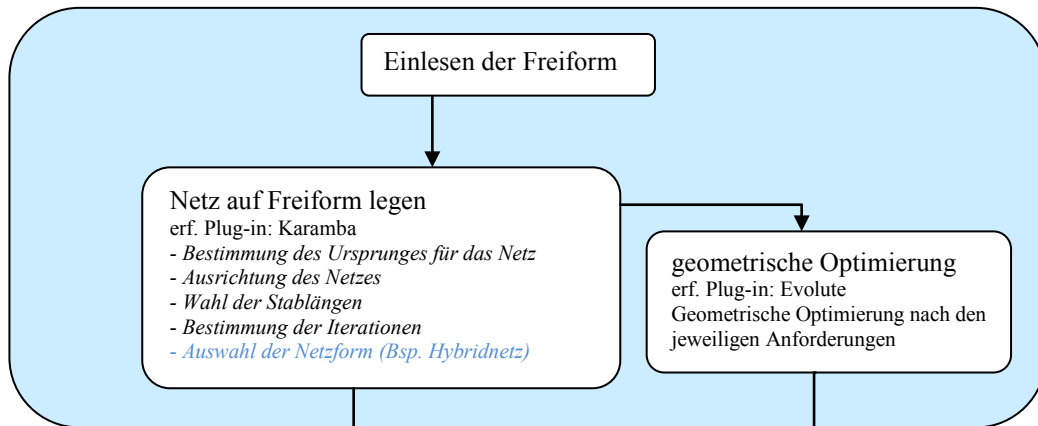 Einlesen der Freiform
Netz auf Freiform legen
erf. Plug-in: Karamba
- Bestimmung des Ursprunges für das Netz
- Ausrichtung des Netzes
- Wahl der Stablängen
- Bestimmung der Iterationen
- Auswahl der Netzform (Bsp. Hybridnetz)
geometrische Optimierung
erf. Plug-in: Evolute
Geometrische Optimierung nach den
jeweiligen Anforderungen